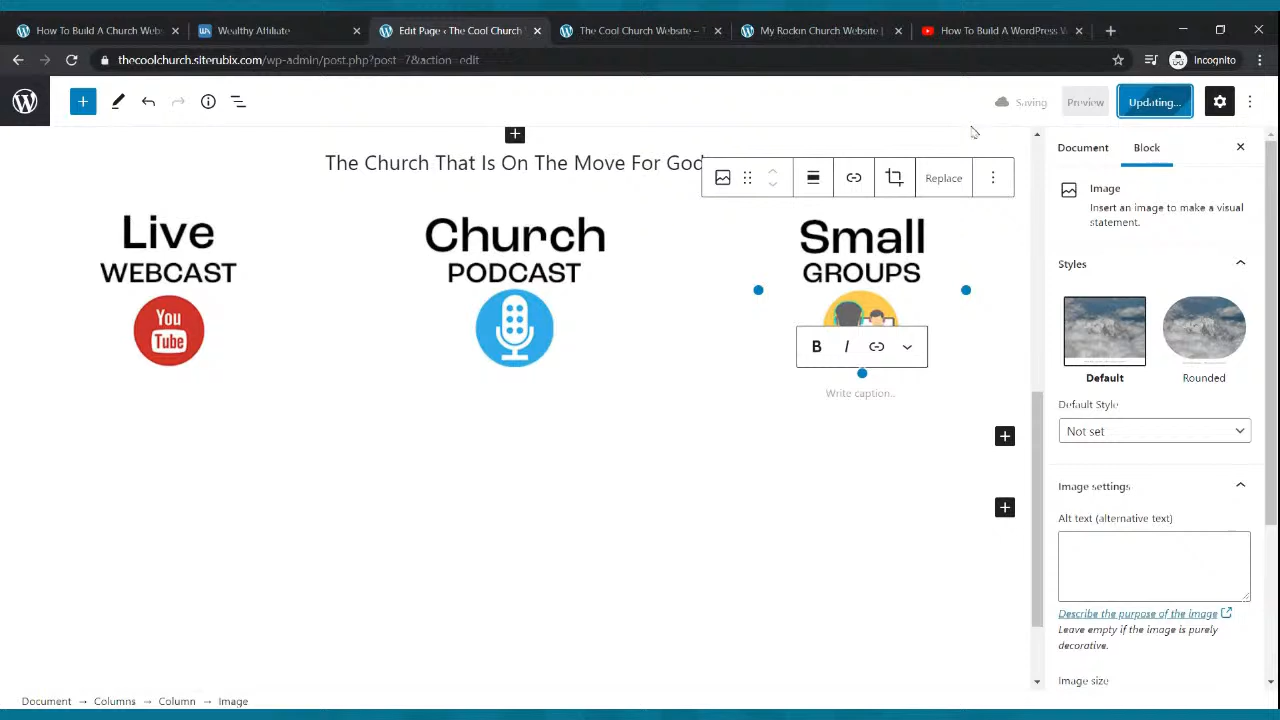 How To Build A Church Web
Wealthy Affiliate
Edit Page ‹ The Cool Church
The Cool Church Website – T
My Rockin Church Website |
How To Build A WordPress W
thecoolchurch.siterubix.com/wp-admin/post.php?post=7&action=edit
Incognito
Saving
Preview
Updating...
The Church That Is On The Move For God
Replace
Live
WEBCAST
You
Tube
Church
PODCAST
Small
GROUPS
B I
Write caption...
Document
Block
Image
Insert an image to make a visual
statement.
Styles
Default
Rounded
Default Style
Not set
Image settings
Alt text (alternative text)
Describe the purpose of the image
Leave empty if the image is purely
decorative.
Image size
Document → Columns → Column → Image